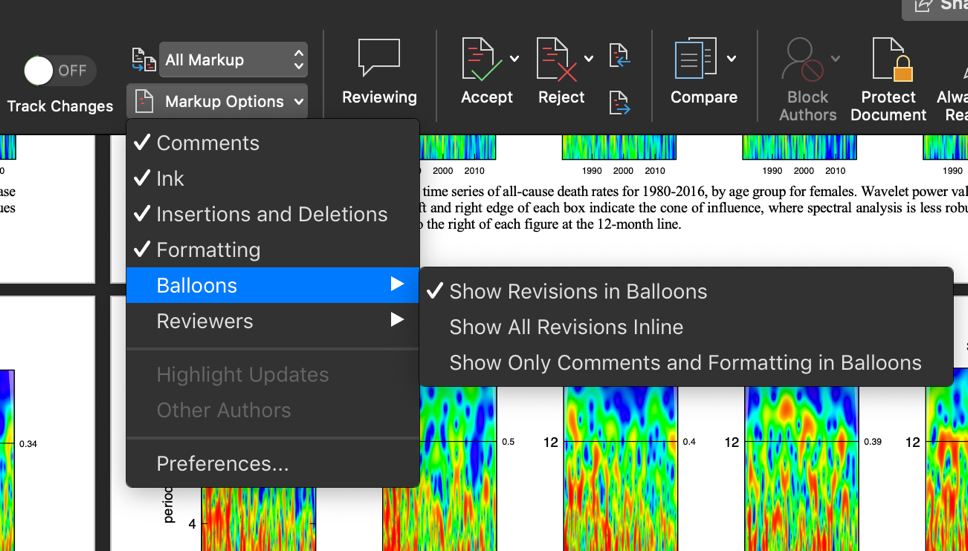 Sha
OFF
Track Changes
All Markup
Markup Options
Reviewing
Accept
Reject
Compare
Block
Authors
Protect
Document
Alwa
Rea
Comments
Ink
Insertions and Deletions
Formatting
Balloons
Reviewers
Highlight Updates
Other Authors
Preferences...
Show Revisions in Balloons
Show All Revisions Inline
Show Only Comments and Formatting in Balloons
0
2000 2010
1990 2000 2010
1990 2000 2010
1990
ase
ues
time series of all-cause death rates for 1980-2016, by age group for females. Wavelet power val
ft and right edge of each box indicate the cone of influence, where spectral analysis is less robu
o the right of each figure at the 12-month line.
0.34
0.5
12
0.4
12
0.39
12
perio
4